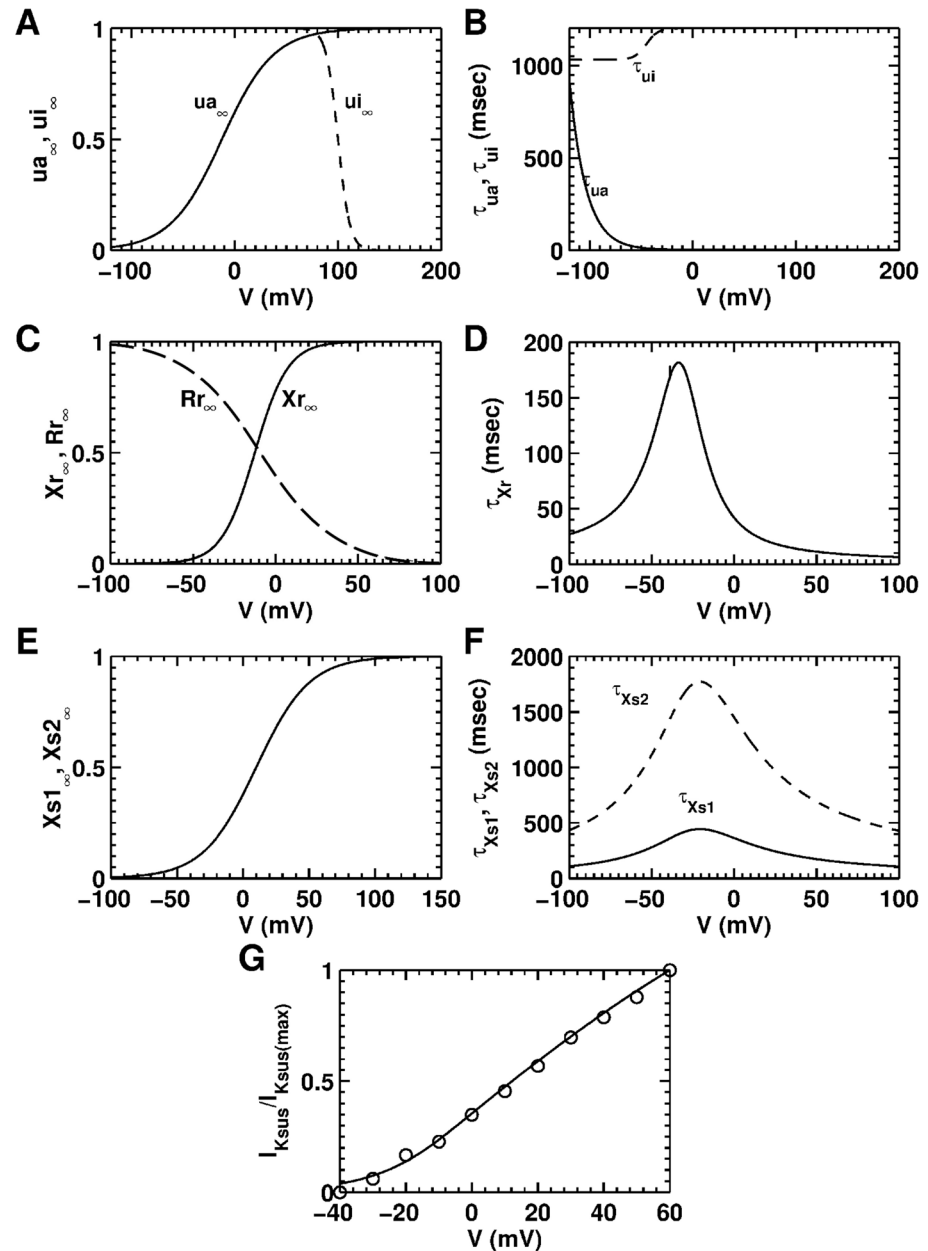 A
ua∞, ui∞
1
0.5
0
ua∞
ui∞
−100 0 100 200
V (mV)
B
τua, τui (msec)
1000
500
0
τui
τua
−100 0 100 200
V (mV)
C
Xr∞, Rr∞
1
0.5
0
Rr∞
Xr∞
−100 −50 0 50 100
V (mV)
D
τXr (msec)
200
150
100
50
0
−100 −50 0 50 100
V (mV)
E
Xs1∞, Xs2∞
1
0.5
0
−100 −50 0 50 100 150
V (mV)
F
τXs1, τXs2 (msec)
2000
1500
1000
500
0
τXs2
τXs1
−100 −50 0 50 100
V (mV)
G
IKsus/IKsus(max)
1
0.5
0
−40 −20 0 20 40 60
V (mV)